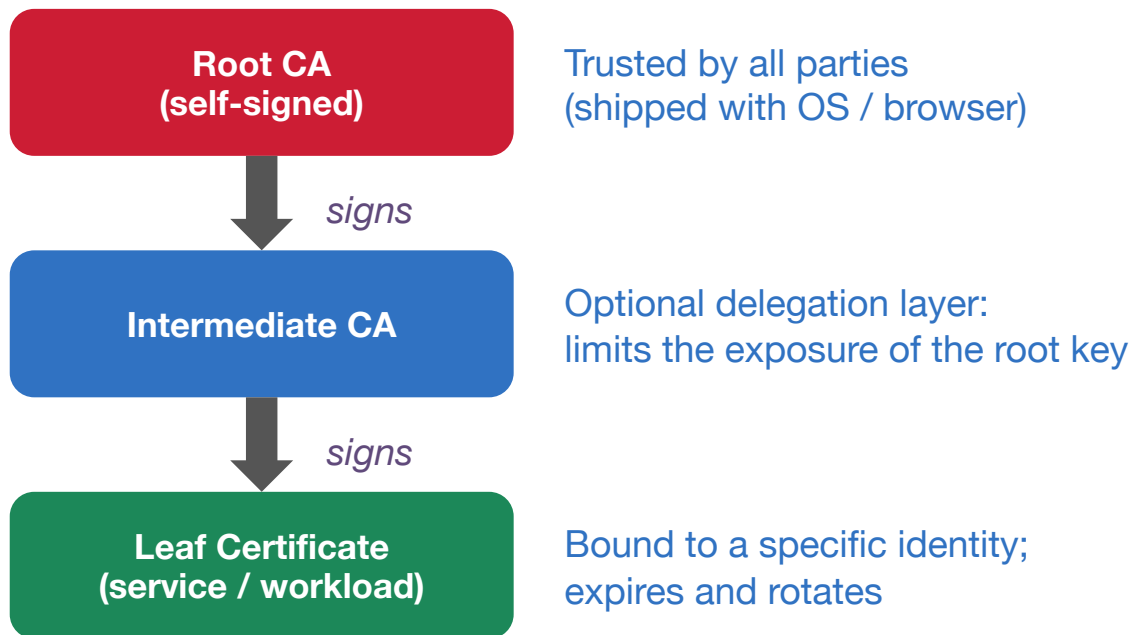 Root CA
(self-signed)
Trusted by all parties
(shipped with OS / browser)
signs
Intermediate CA
Optional delegation layer:
limits the exposure of the root key
signs
Leaf Certificate
(service / workload)
Bound to a specific identity;
expires and rotates